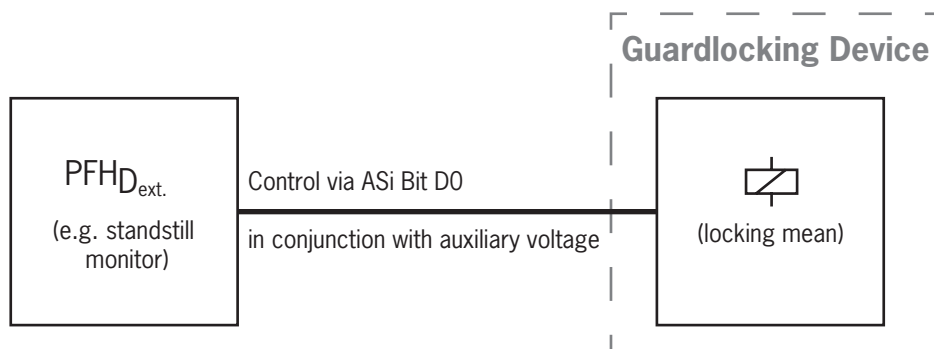 Guardlocking Device
PFHDext.
(e.g. standstill
monitor)
Control via ASi Bit D0
in conjunction with auxiliary voltage
(locking mean)